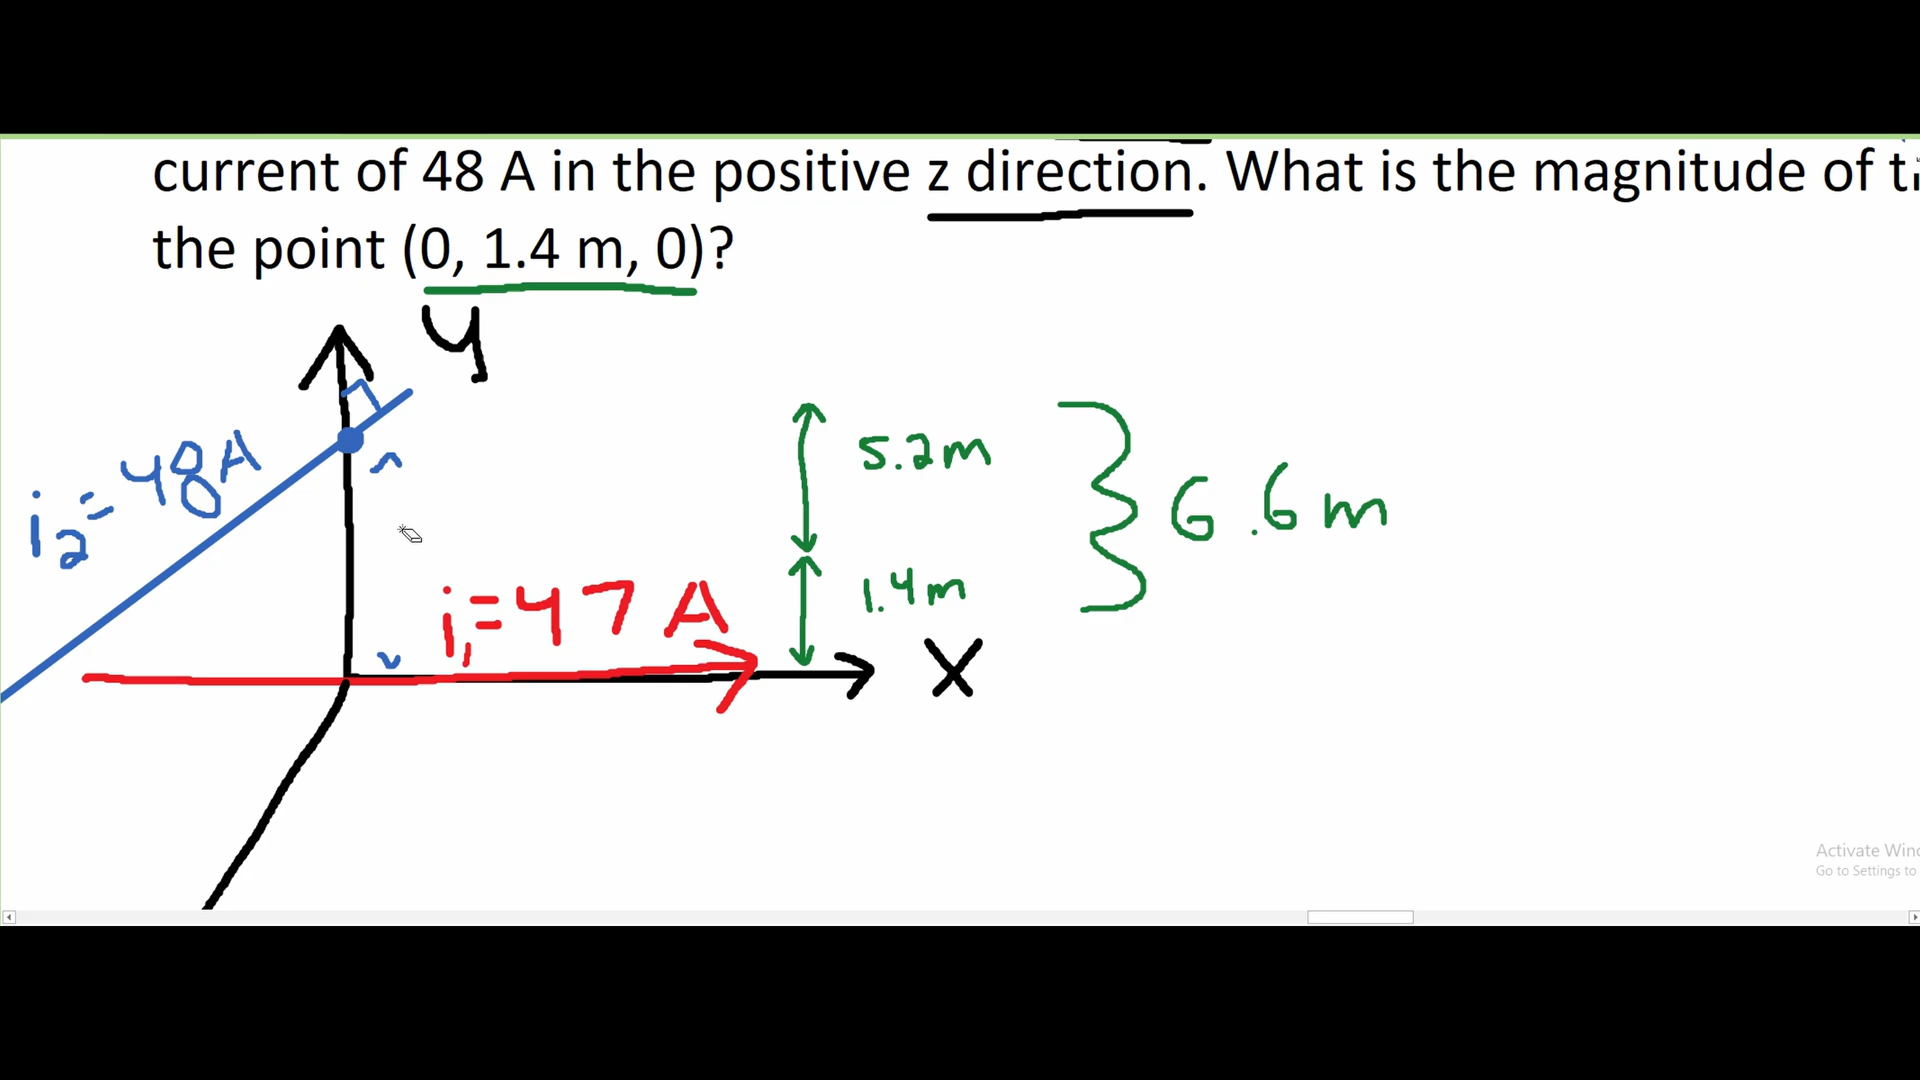 current of 48 A in the positive z direction. What is the magnitude of
the point (0, 1.4 m, 0)?
y
i₂=48A
5.2m
6.6m
i₁=47A
1.4m
X
Activate Win
Go to Settings to